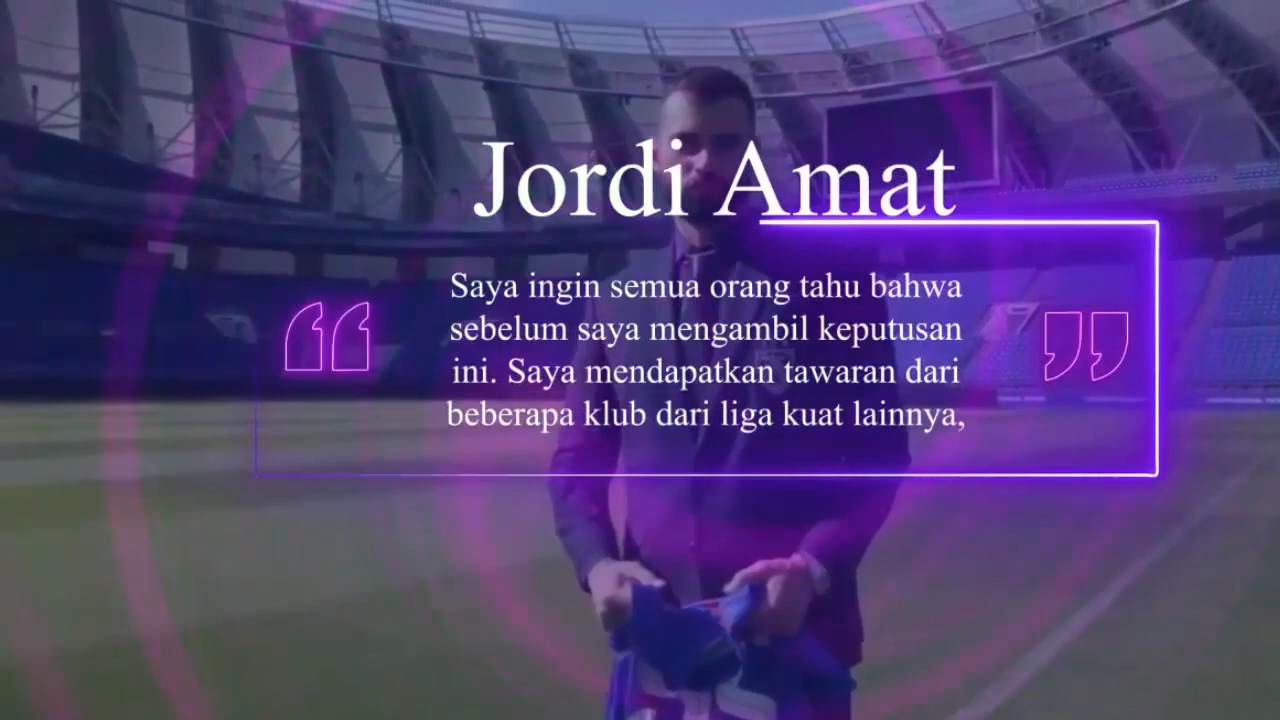 Jordi Amat
Saya ingin semua orang tahu bahwa
sebelum saya mengambil keputusan
ini. Saya mendapatkan tawaran dari
beberapa klub dari liga kuat lainnya,